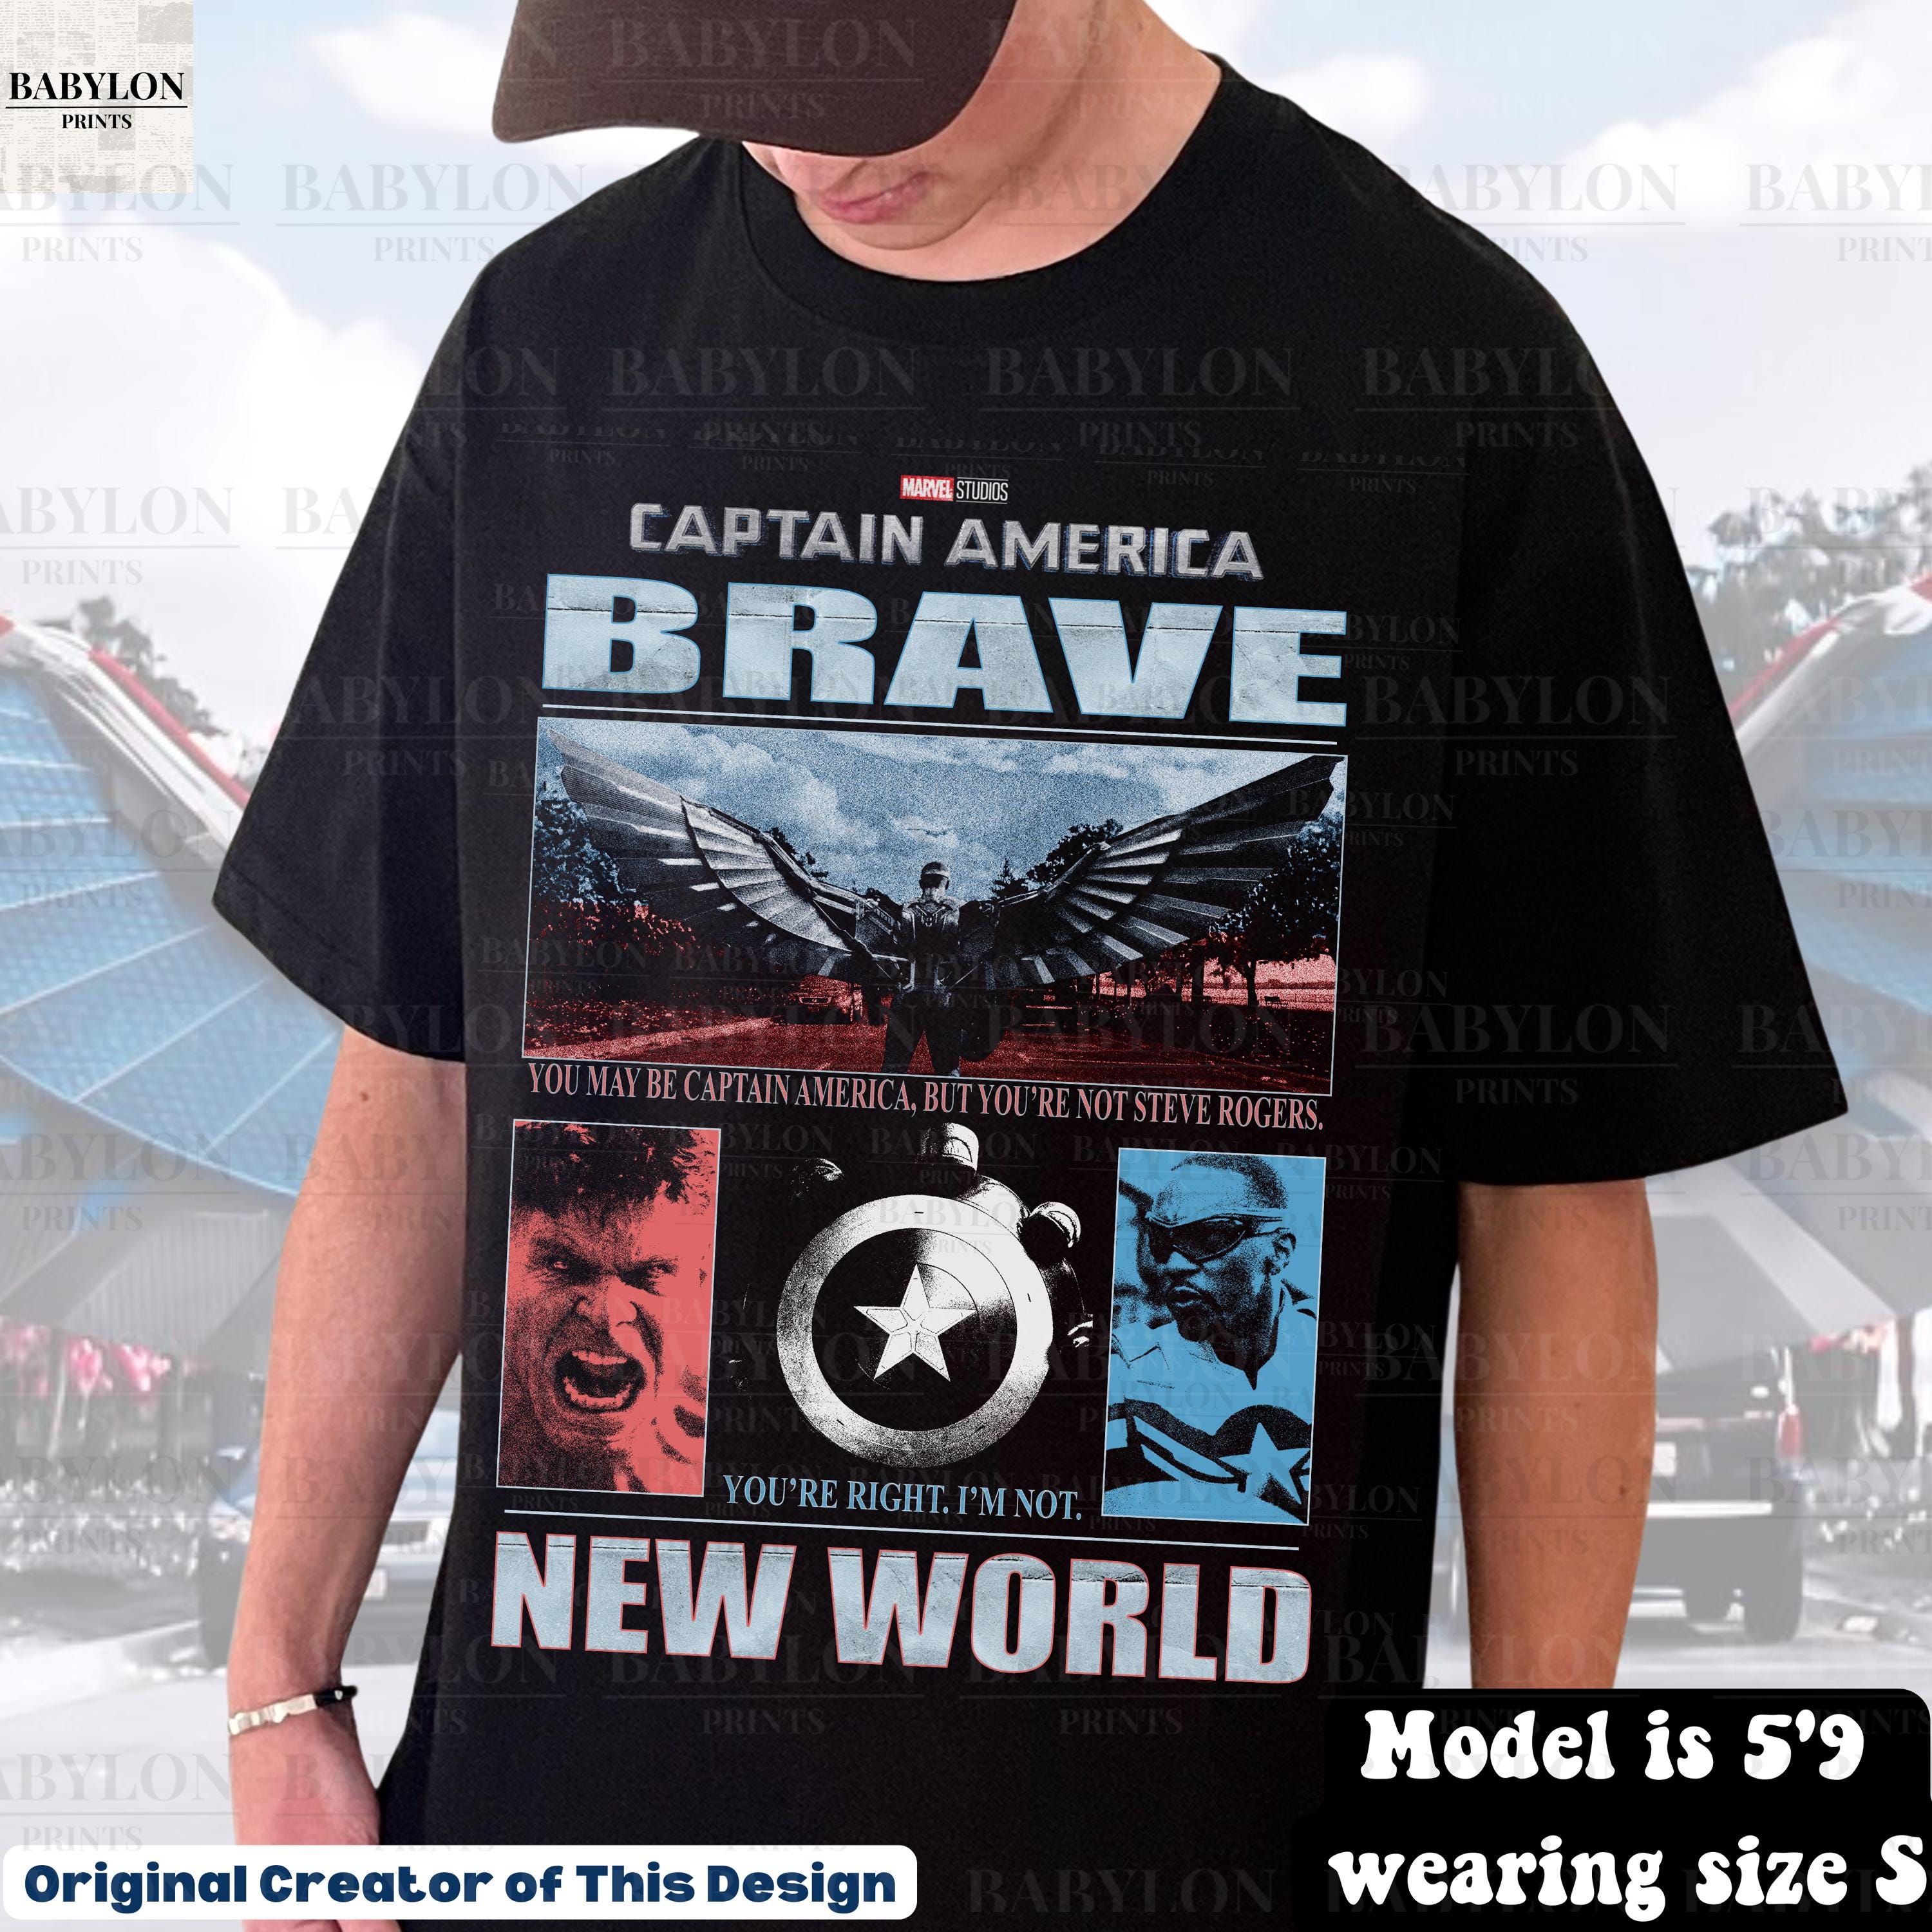 BABYLON
PRINTS
MARVEL STUDIOS
CAPTAIN AMERICA
BRAVE
YOU MAY BE CAPTAIN AMERICA, BUT YOU'RE NOT STEVE ROGERS.
YOU'RE RIGHT. I'M NOT.
NEW WORLD
Model is 5'9
wearing size S
Original Creator of This Design